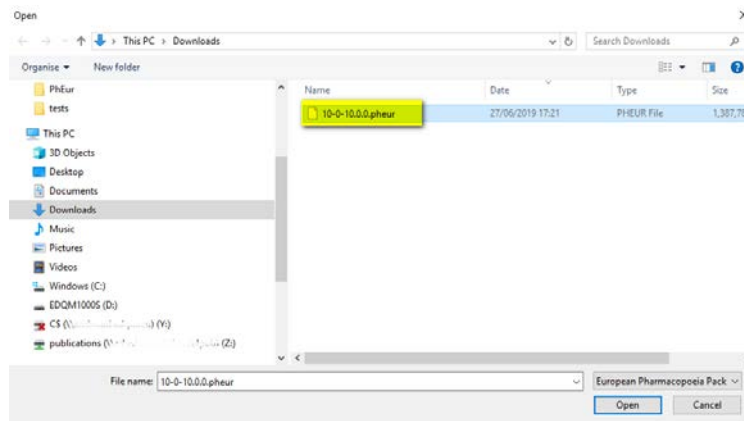 Open
This PC > Downloads
Search Downloads
Organise New folder
PhEur
tests
This PC
3D Objects
Desktop
Documents
Downloads
Music
Pictures
Videos
Windows (C:)
EDQM1000S (D:)
C$ (\\ ) (Y:)
publications (\\ ) (Z:)
Name Date Type Size
10-0-10.0.0.pheur 27/06/2019 17:21 PHEUR File
File name: 10-0-10.0.0.pheur European Pharmacopoeia Pack
Open Cancel